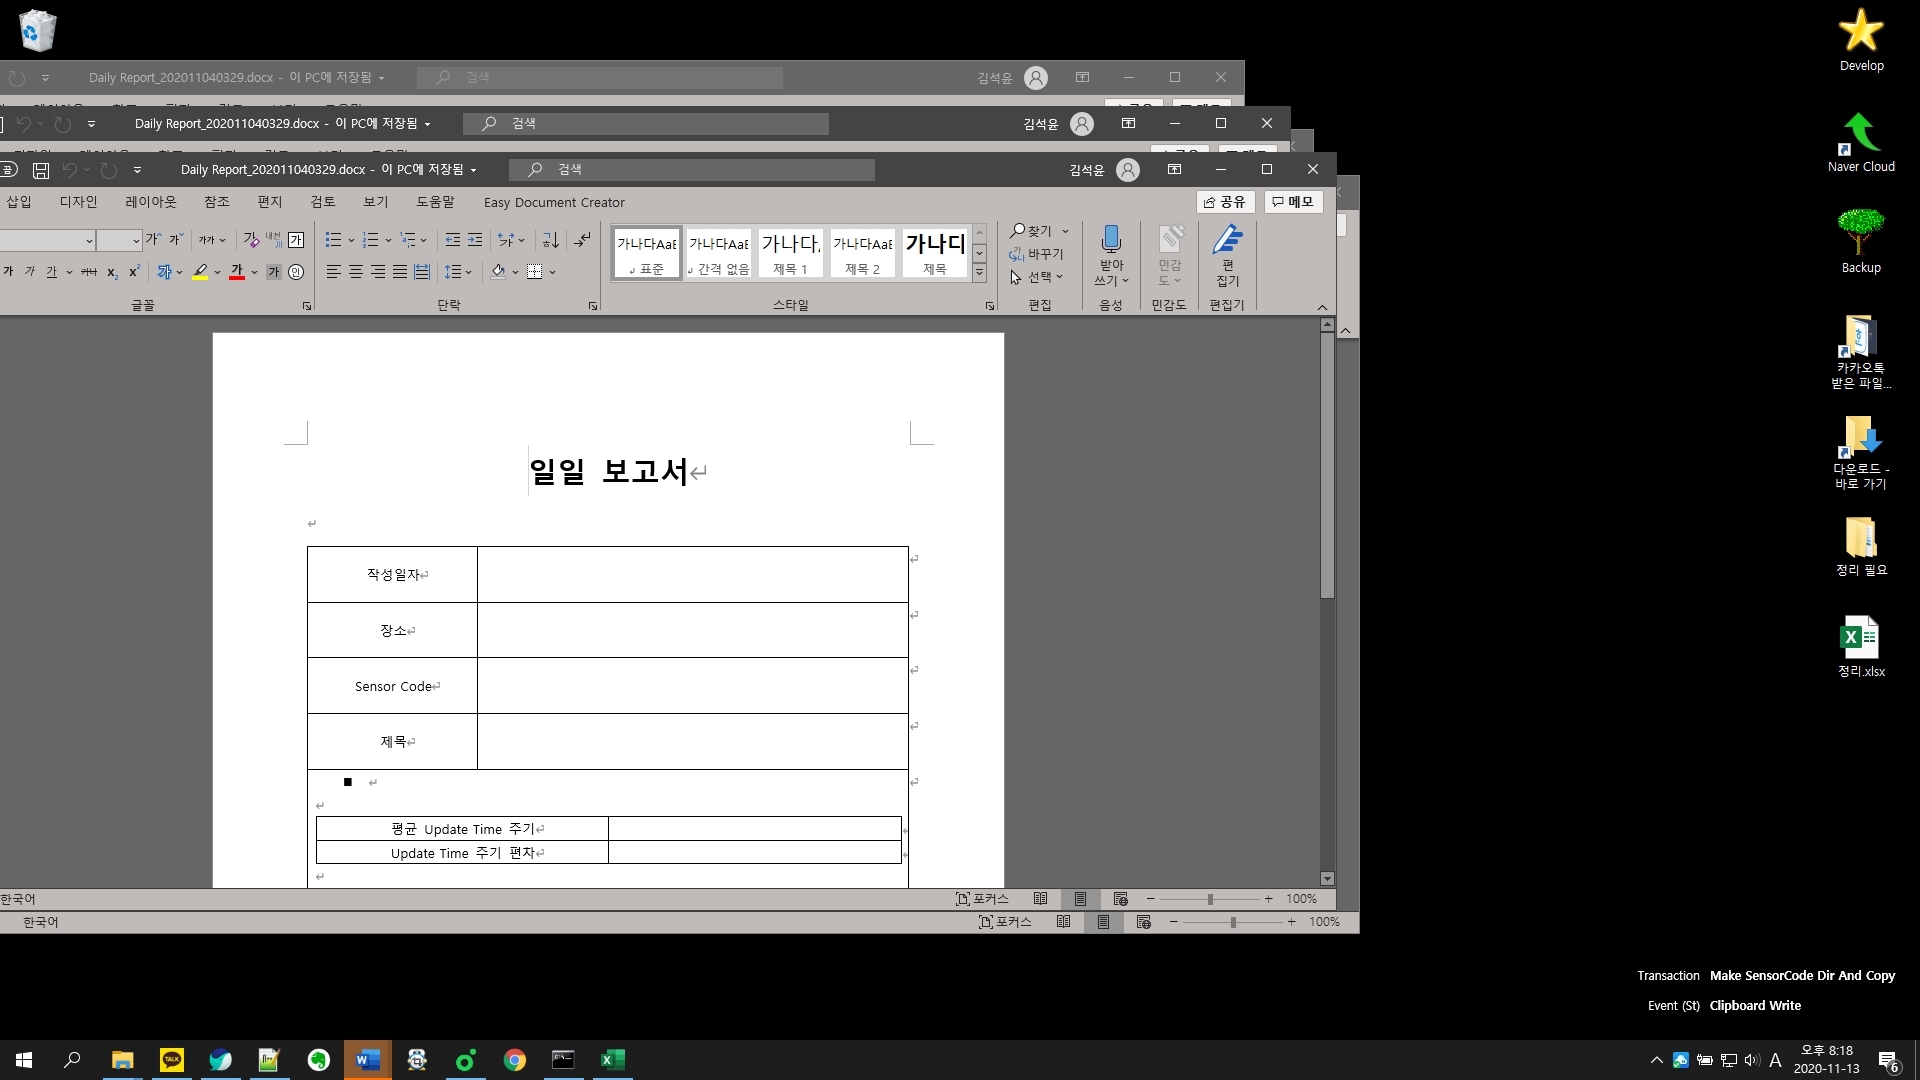 Daily Report_202011040329.docx - 이 PC에 저장됨
검색
김석윤
Daily Report_202011040329.docx - 이 PC에 저장됨
검색
김석윤
Daily Report_202011040329.docx - 이 PC에 저장됨
검색
김석윤
삽입 디자인 레이아웃 참조 편지 검토 보기 도움말 Easy Document Creator
공유 메모
가나다AaE 가나다AaE 가나다, 가나다AaE 가나다
표준 간격 없음 제목 1 제목 2 제목
찾기
바꾸기
선택
받아
쓰기
민감
도
편
집기
글꼴 단락 스타일 편집 음성 민감도 편집기
일일 보고서
작성일자
장소
Sensor Code
제목
평균 Update Time 주기
Update Time 주기 편차
한국어 포커스 100%
한국어 포커스 100%
Develop
Naver Cloud
Backup
카카오톡
받은 파일...
다운로드 -
바로 가기
정리 필요
정리.xlsx
Transaction Make SensorCode Dir And Copy
Event (St) Clipboard Write
TALK
A
오후 8:18
2020-11-13
6